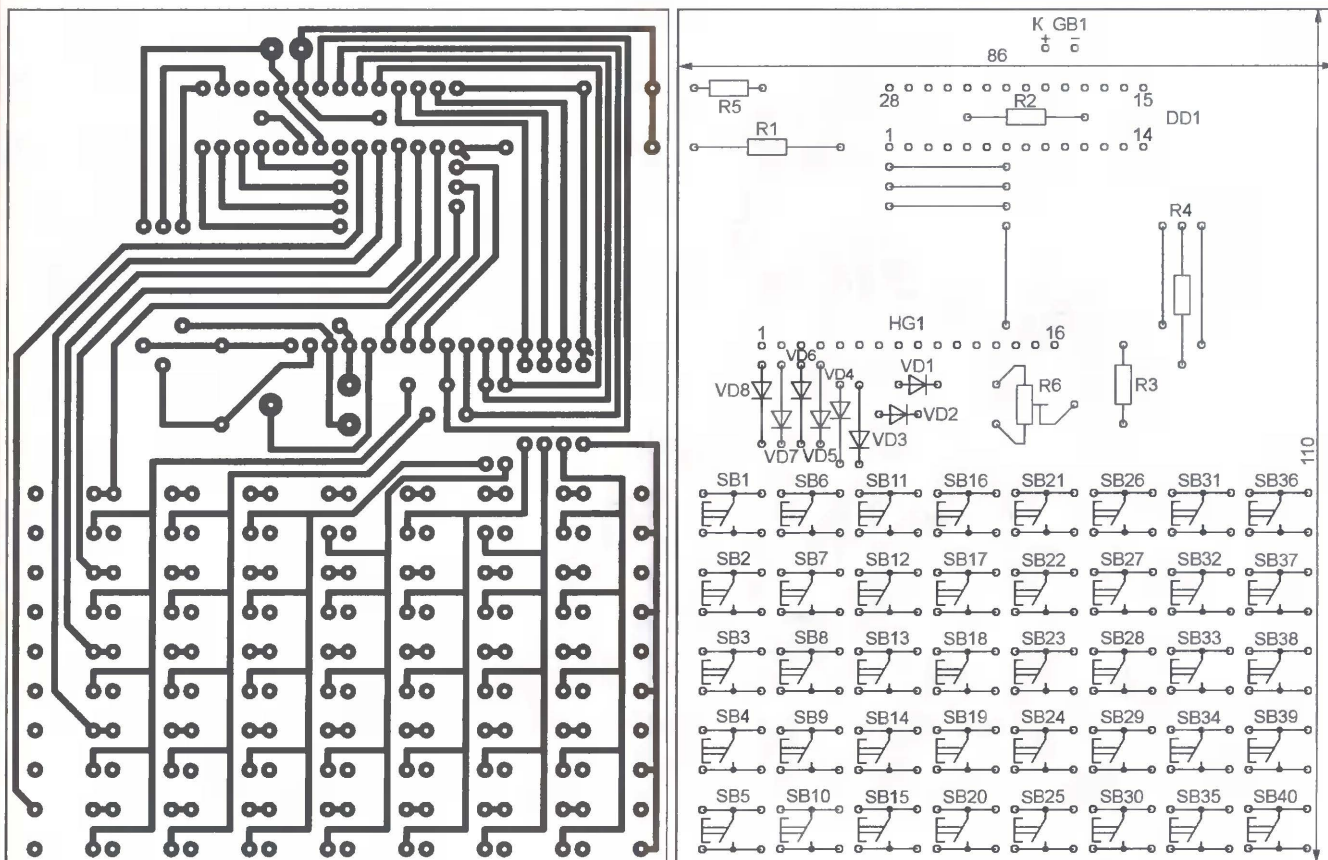 К GB1
+ −
86
28 15
R5
R2
DD1
R1
1 14
R4
1 HG1 16
VD6
VD1
VD8 VD4
R6 R3
VD2
VD3
VD7 VD5
110
SB1 SB6 SB11 SB16 SB21 SB26 SB31 SB36
SB2 SB7 SB12 SB17 SB22 SB27 SB32 SB37
SB3 SB8 SB13 SB18 SB23 SB28 SB33 SB38
SB4 SB9 SB14 SB19 SB24 SB29 SB34 SB39
SB5 SB10 SB15 SB20 SB25 SB30 SB35 SB40